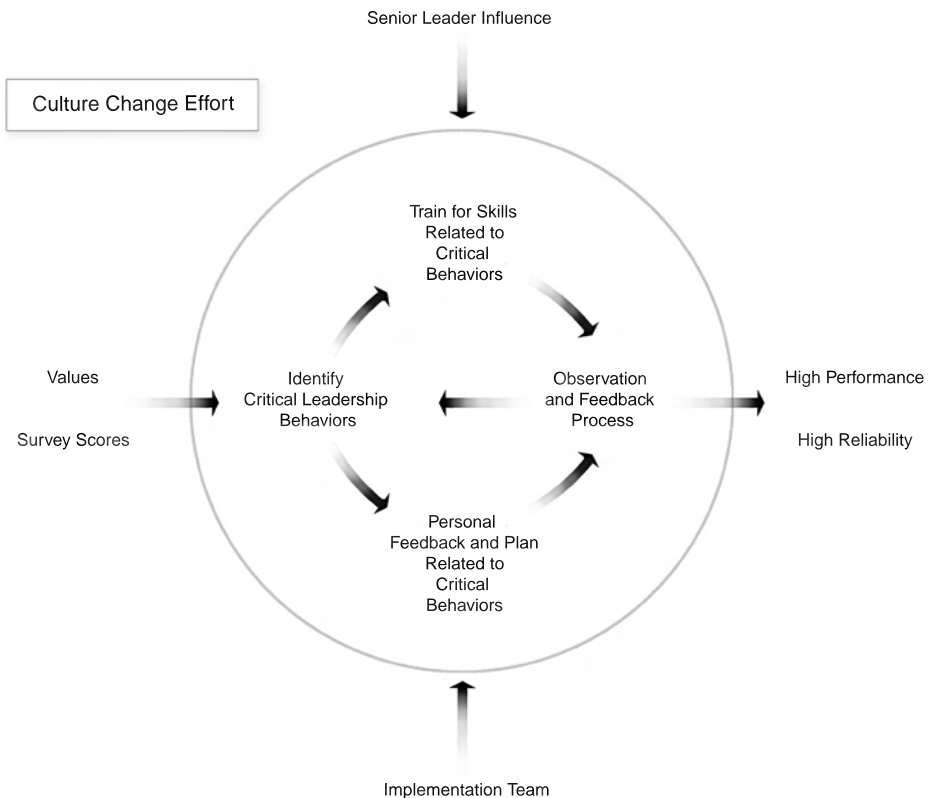 Senior Leader Influence
Culture Change Effort
Train for Skills
Related to
Critical
Behaviors
Values
Survey Scores
Identify
Critical Leadership
Behaviors
Observation
and Feedback
Process
High Performance
High Reliability
Personal
Feedback and Plan
Related to
Critical
Behaviors
Implementation Team